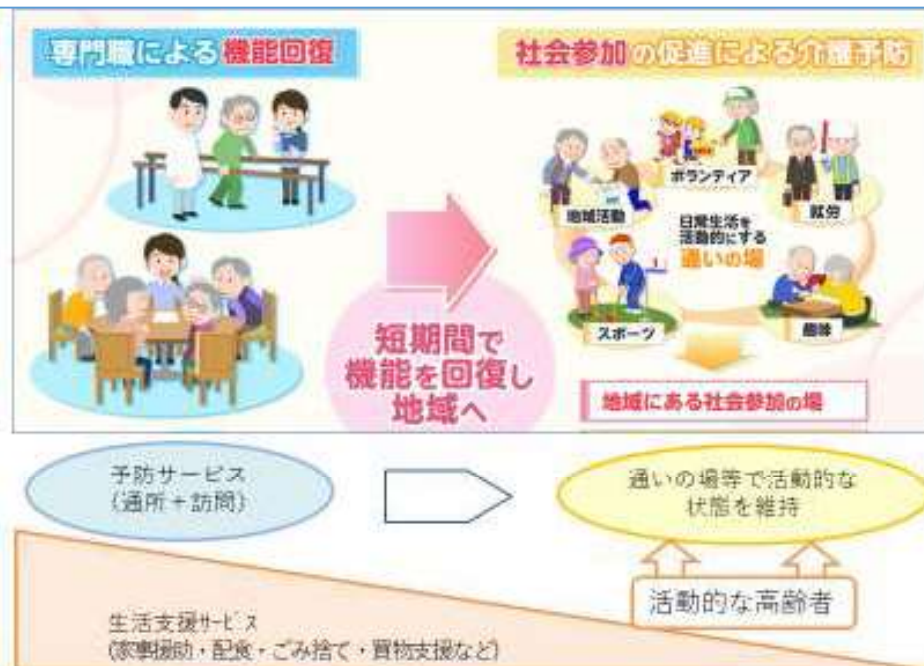 専門職による機能回復
社会参加の促進による介護予防
ボランティア
地域活動
就労
日常生活を
活動的にする
通いの場
スポーツ
趣味
短期間で
機能を回復し
地域へ
地域にある社会参加の場
予防サービス
(通所+訪問)
通いの場等で活動的な
状態を維持
活動的な高齢者
生活支援サービス
(家事援助・配食・ごみ捨て・買物支援など)